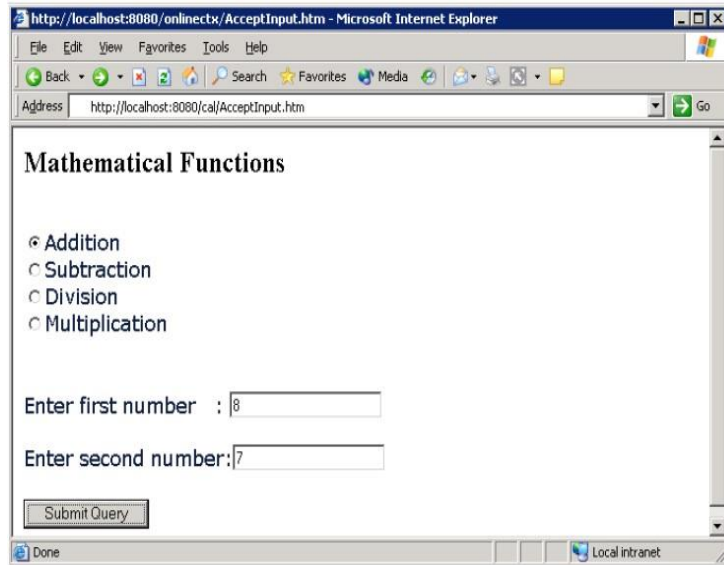 http://localhost:8080/onlinectx/AcceptInput.htm - Microsoft Internet Explorer
File Edit View Favorites Tools Help
Back Search Favorites Media
Address http://localhost:8080/cal/AcceptInput.htm Go
Mathematical Functions
Addition
Subtraction
Division
Multiplication
Enter first number : 8
Enter second number: 7
Submit Query
Done Local intranet